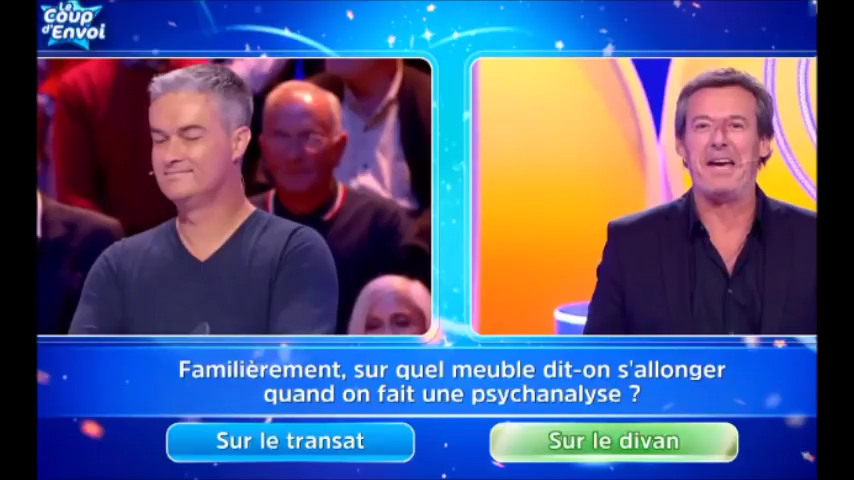 Le
Coup
d'Envoi
Familièrement, sur quel meuble dit-on s'allonger
quand on fait une psychanalyse ?
Sur le transat
Sur le divan